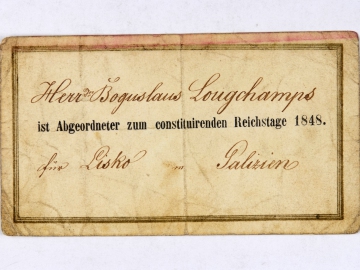 Herr Boguslaus Longchamps
ist Abgeordneter zum constituirenden Reichstage 1848.
für Lisko in Galizien